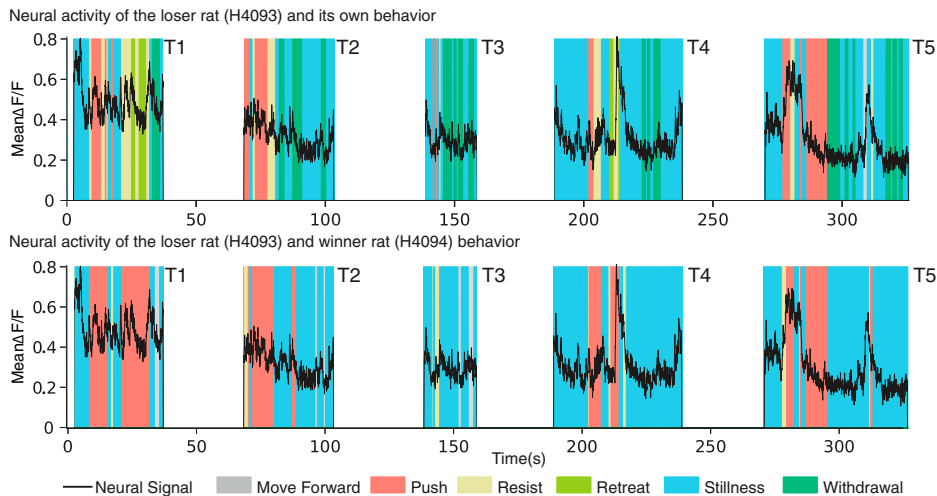 Neural activity of the loser rat (H4093) and its own behavior
0.8
0.6
0.4
0.2
0
MeanΔF/F
T1 T2 T3 T4 T5
0 50 100 150 200 250 300
Neural activity of the loser rat (H4093) and winner rat (H4094) behavior
0.8
0.6
0.4
0.2
0
MeanΔF/F
T1 T2 T3 T4 T5
0 50 100 150 200 250 300
Time(s)
Neural Signal Move Forward Push Resist Retreat Stillness Withdrawal